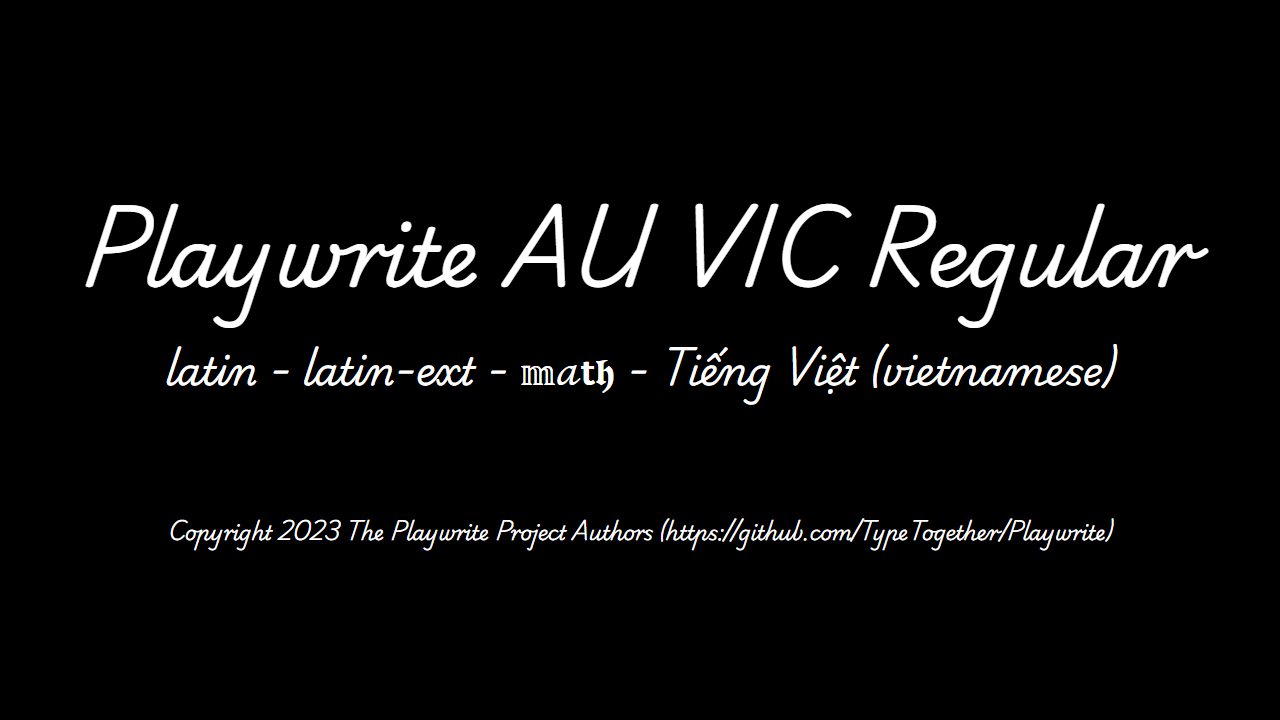 Playwrite AU VIC Regular
latin - latin-ext - 𝕞𝑎𝐭𝖍 - Tiếng Việt (vietnamese)
Copyright 2023 The Playwrite Project Authors (https://github.com/TypeTogether/Playwrite)